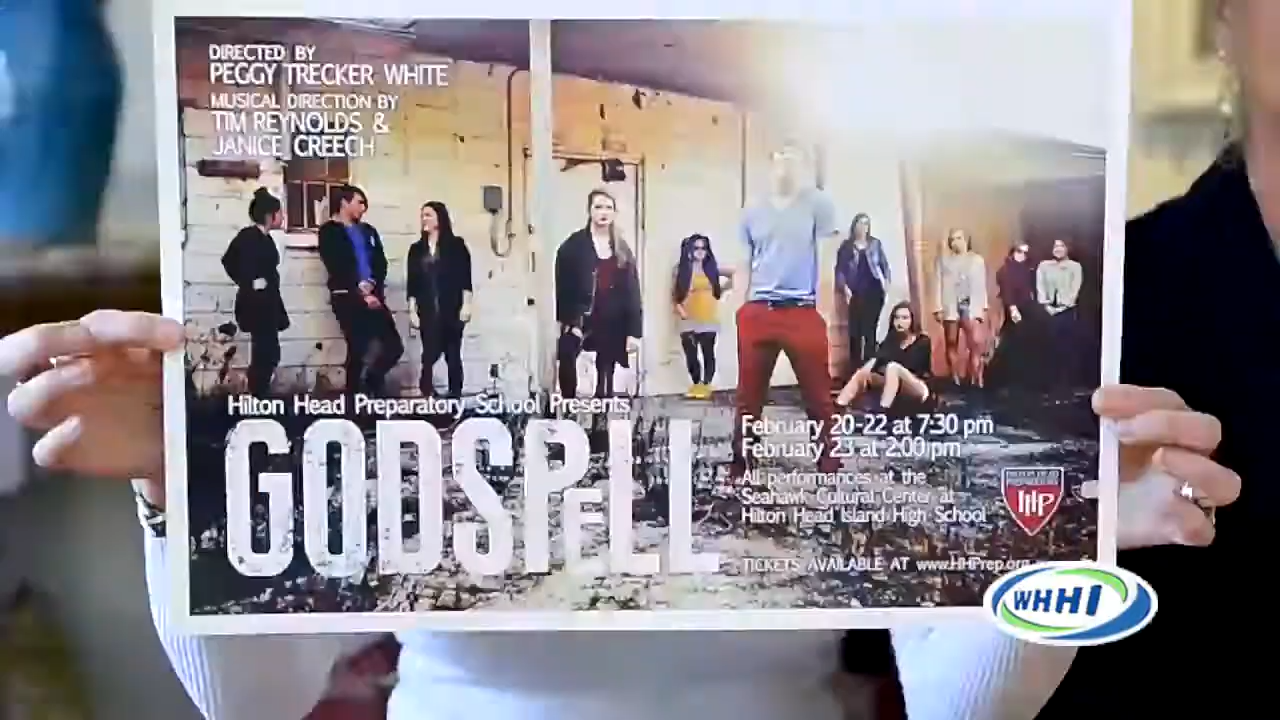 DIRECTED BY
PEGGY TRECKER WHITE
MUSICAL DIRECTION BY
TIM REYNOLDS &
JANICE CREECH
Hilton Head Preparatory School Presents
GODSPELL
February 20-22 at 7:30 pm
February 23 at 2:00 pm
All performances at the
Seahawk Cultural Center at
Hilton Head Island High School
HHP
TICKETS AVAILABLE AT www.HHPrep.org
WHHI